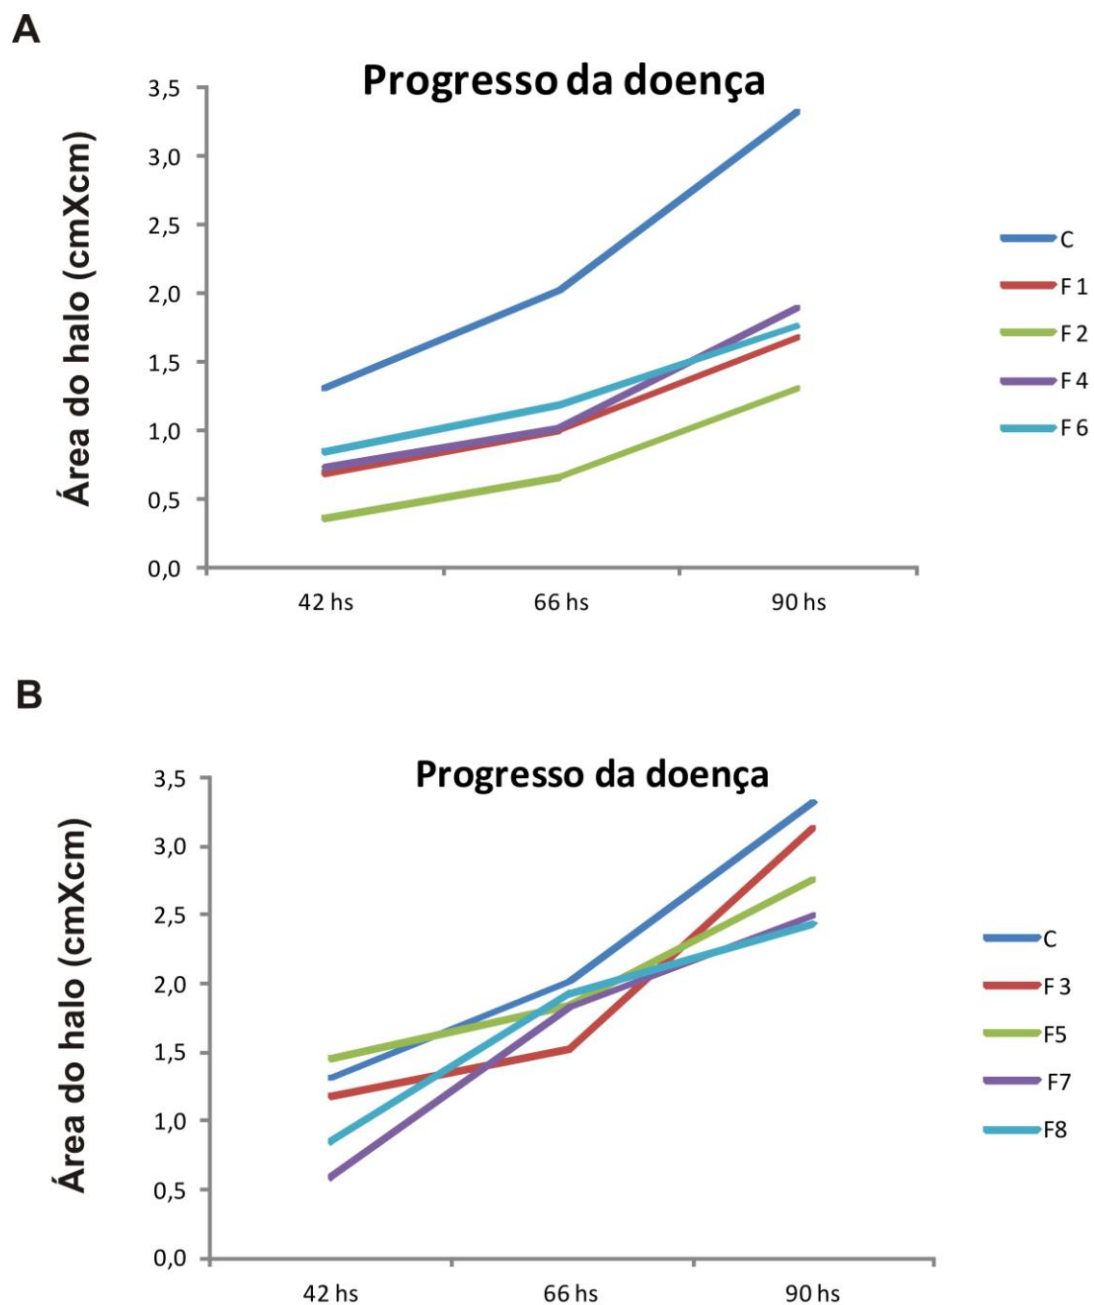 A
Progresso da doença
Área do halo (cmXcm)
3,5
3,0
2,5
2,0
1,5
1,0
0,5
0,0
42 hs
66 hs
90 hs
C
F 1
F 2
F 4
F 6
B
Progresso da doença
Área do halo (cmXcm)
3,5
3,0
2,5
2,0
1,5
1,0
0,5
0,0
42 hs
66 hs
90 hs
C
F 3
F5
F7
F8